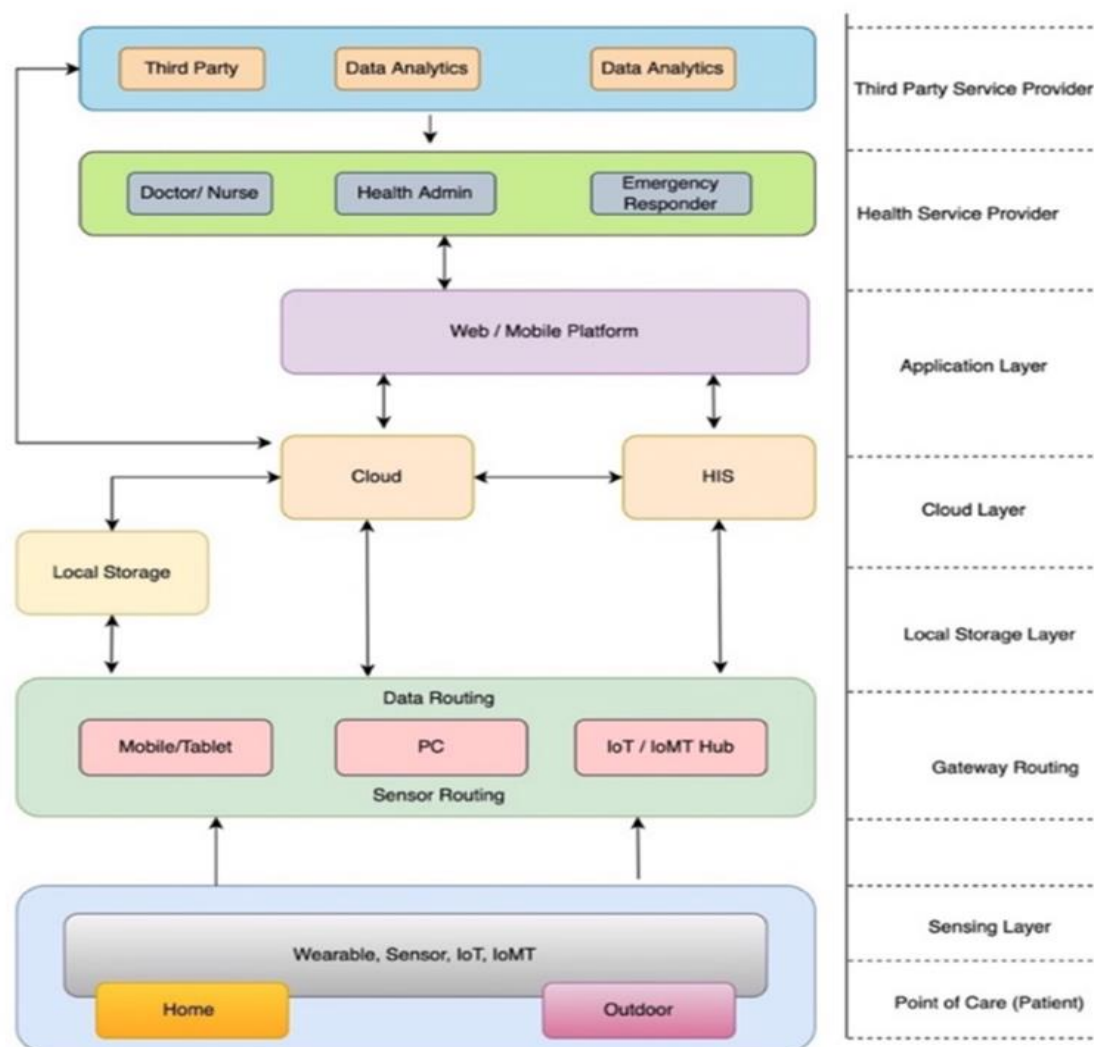 Third Party
Data Analytics
Data Analytics
Third Party Service Provider
Doctor/ Nurse
Health Admin
Emergency
Responder
Health Service Provider
Web / Mobile Platform
Application Layer
Cloud
HIS
Cloud Layer
Local Storage
Local Storage Layer
Data Routing
Mobile/Tablet
PC
IoT / IoMT Hub
Sensor Routing
Gateway Routing
Wearable, Sensor, IoT, IoMT
Sensing Layer
Home
Outdoor
Point of Care (Patient)